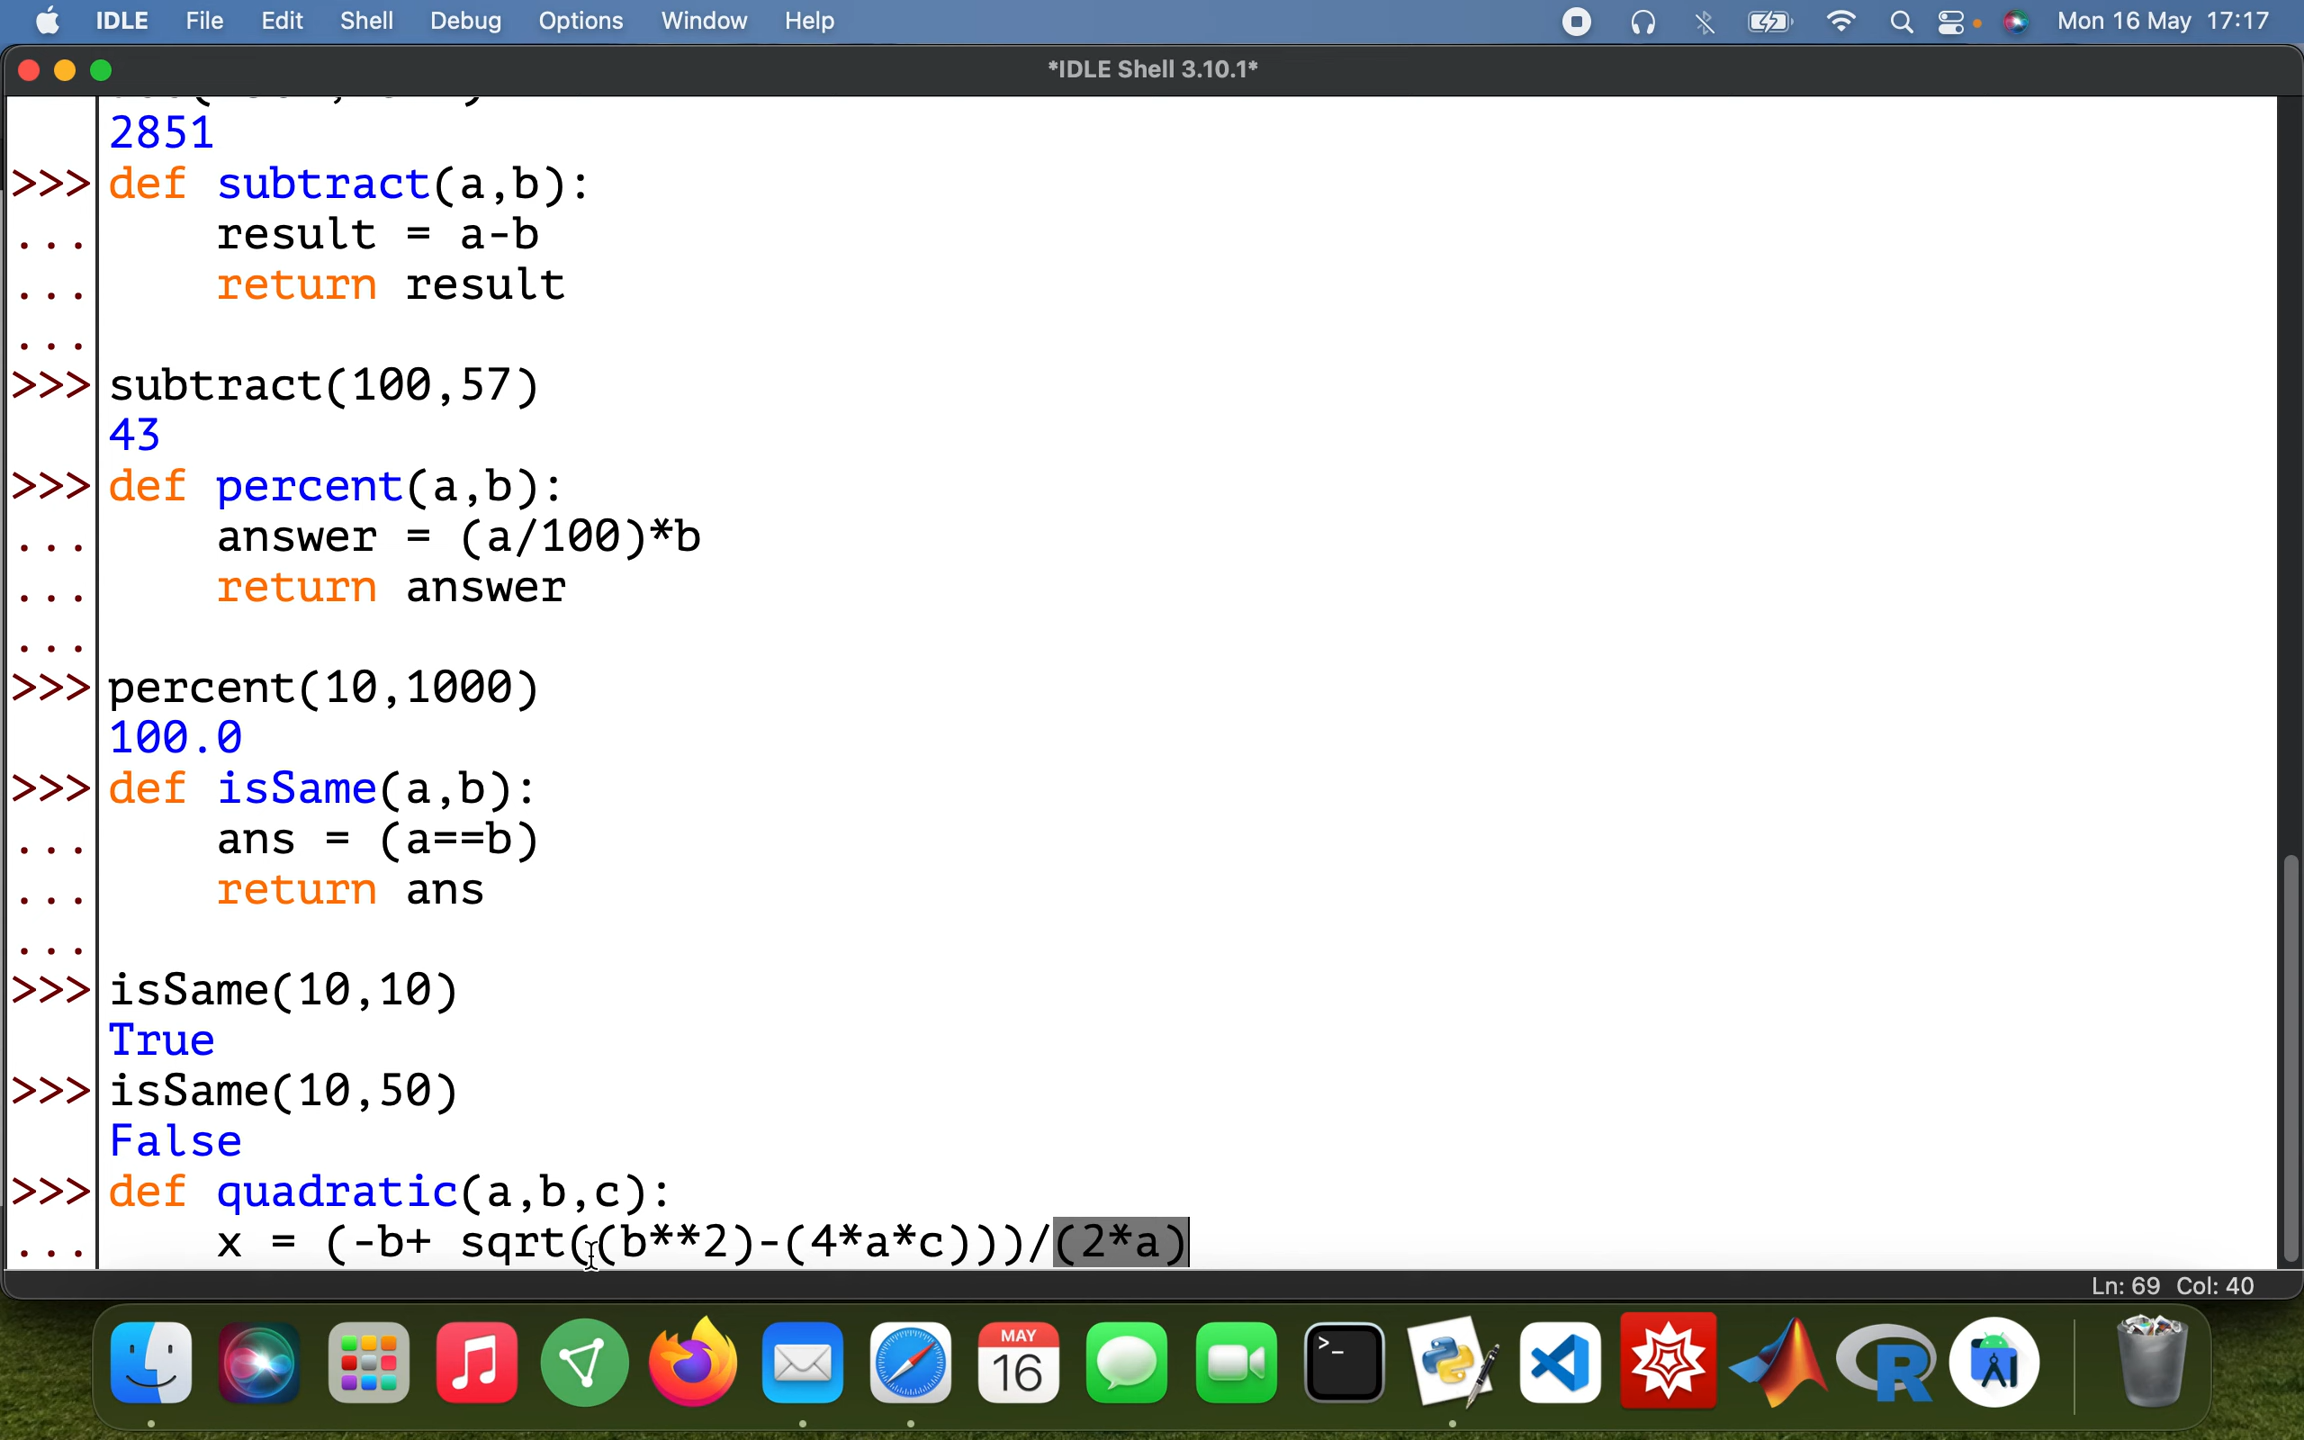 IDLE File Edit Shell Debug Options Window Help Mon 16 May 17:17
*IDLE Shell 3.10.1*
2851
>>> def subtract(a,b):
...     result = a-b
...     return result
...
>>> subtract(100,57)
43
>>> def percent(a,b):
...     answer = (a/100)*b
...     return answer
...
>>> percent(10,1000)
100.0
>>> def isSame(a,b):
...     ans = (a==b)
...     return ans
...
>>> isSame(10,10)
True
>>> isSame(10,50)
False
>>> def quadratic(a,b,c):
...     x = (-b+ sqrt((b**2)-(4*a*c)))/(2*a)
Ln: 69 Col: 40
MAY
16
>_
R